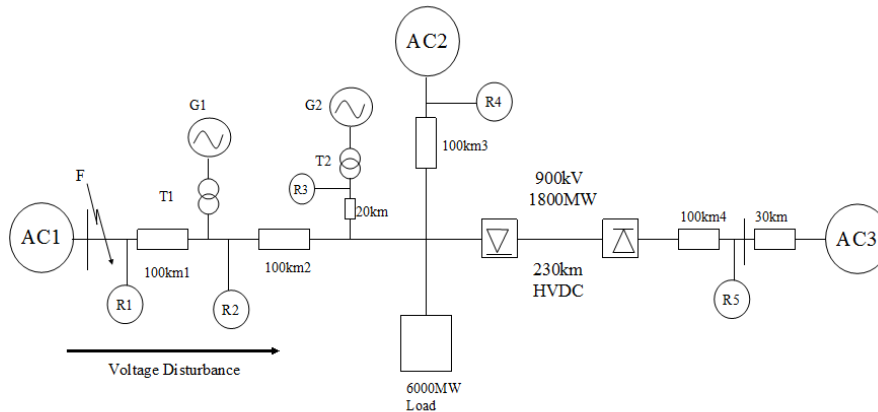 AC2
G1
G2
R4
T2
100km3
F
T1
R3
20km
900kV
1800MW
100km4
30km
AC1
AC3
100km1
100km2
230km
HVDC
R1
R2
R5
Voltage Disturbance
6000MW
Load